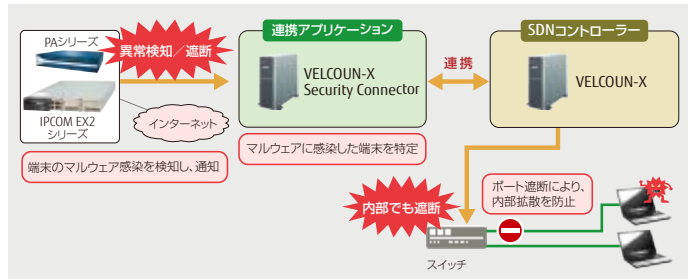 PAシリーズ
異常検知／遮断
IPCOM EX2
シリーズ
インターネット
端末のマルウェア感染を検知し、通知
連携アプリケーション
VELCOUN-X
Security Connector
マルウェアに感染した端末を特定
連携
SDNコントローラー
VELCOUN-X
内部でも遮断
ポート遮断により、
内部拡散を防止
スイッチ